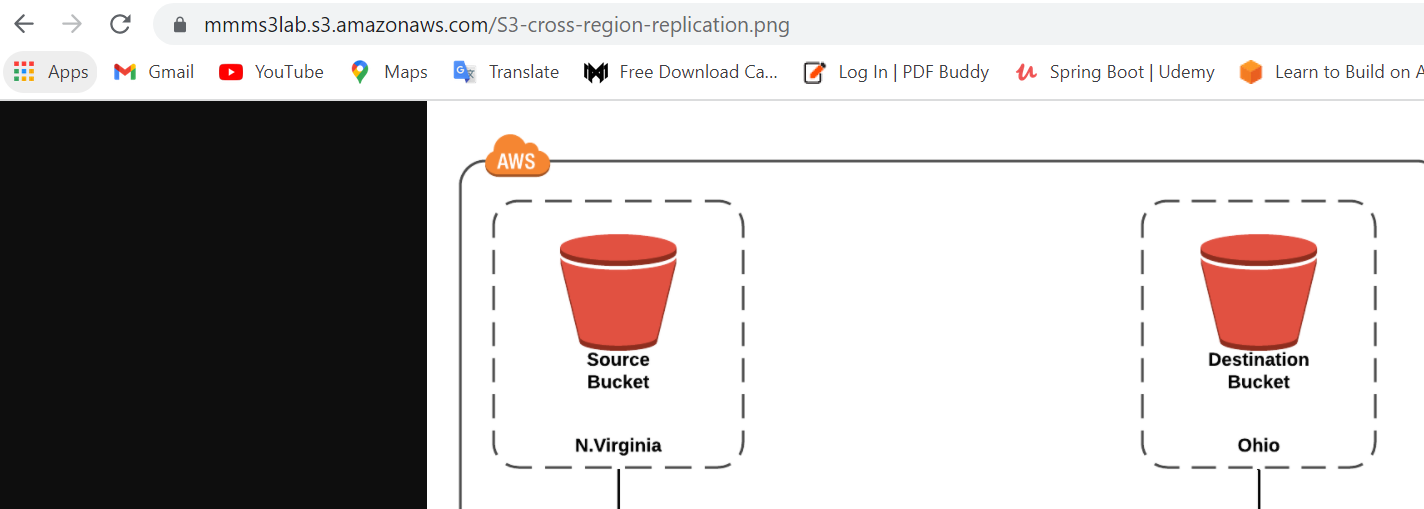 mmms3lab.s3.amazonaws.com/S3-cross-region-replication.png
Apps Gmail YouTube Maps Translate Free Download Ca... Log In | PDF Buddy Spring Boot | Udemy Learn to Build on A
AWS
Source
Bucket
N.Virginia
Destination
Bucket
Ohio